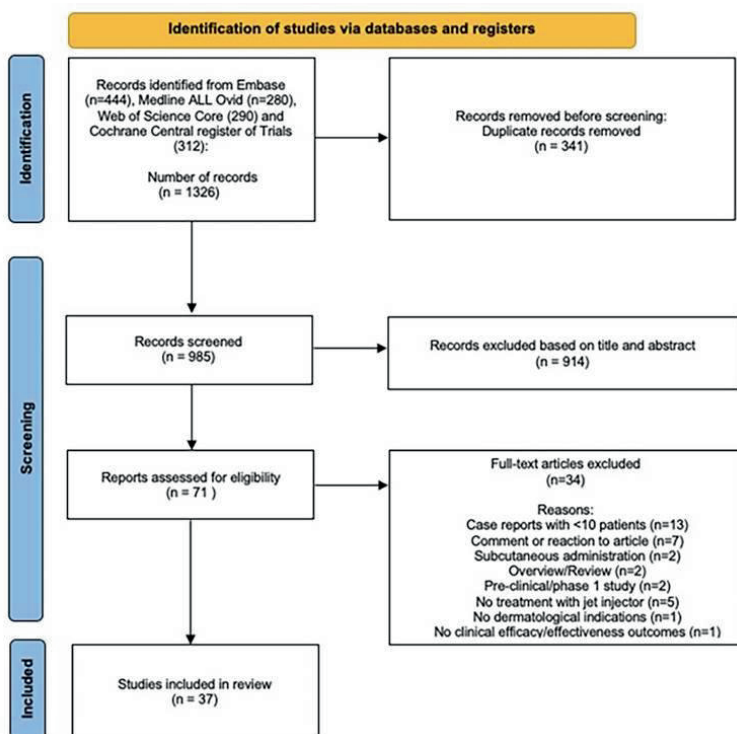 Identification of studies via databases and registers
Identification
Records identified from Embase
(n=444), Medline ALL Ovid (n=280),
Web of Science Core (290) and
Cochrane Central register of Trials
(312):
Number of records
(n = 1326)
Records removed before screening:
Duplicate records removed
(n = 341)
Screening
Records screened
(n = 985)
Records excluded based on title and abstract
(n = 914)
Reports assessed for eligibility
(n = 71 )
Full-text articles excluded
(n=34)
Reasons:
Case reports with <10 patients (n=13)
Comment or reaction to article (n=7)
Subcutaneous administration (n=2)
Overview/Review (n=2)
Pre-clinical/phase 1 study (n=2)
No treatment with jet injector (n=5)
No dermatological indications (n=1)
No clinical efficacy/effectiveness outcomes (n=1)
Included
Studies included in review
(n = 37)